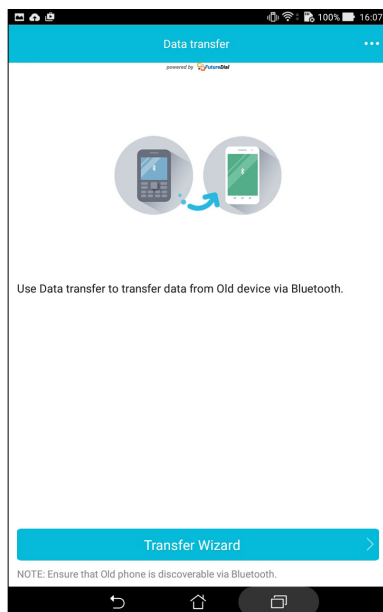 100% 16:07
Data transfer
powered by FutureDial
Use Data transfer to transfer data from Old device via Bluetooth.
Transfer Wizard
NOTE: Ensure that Old phone is discoverable via Bluetooth.